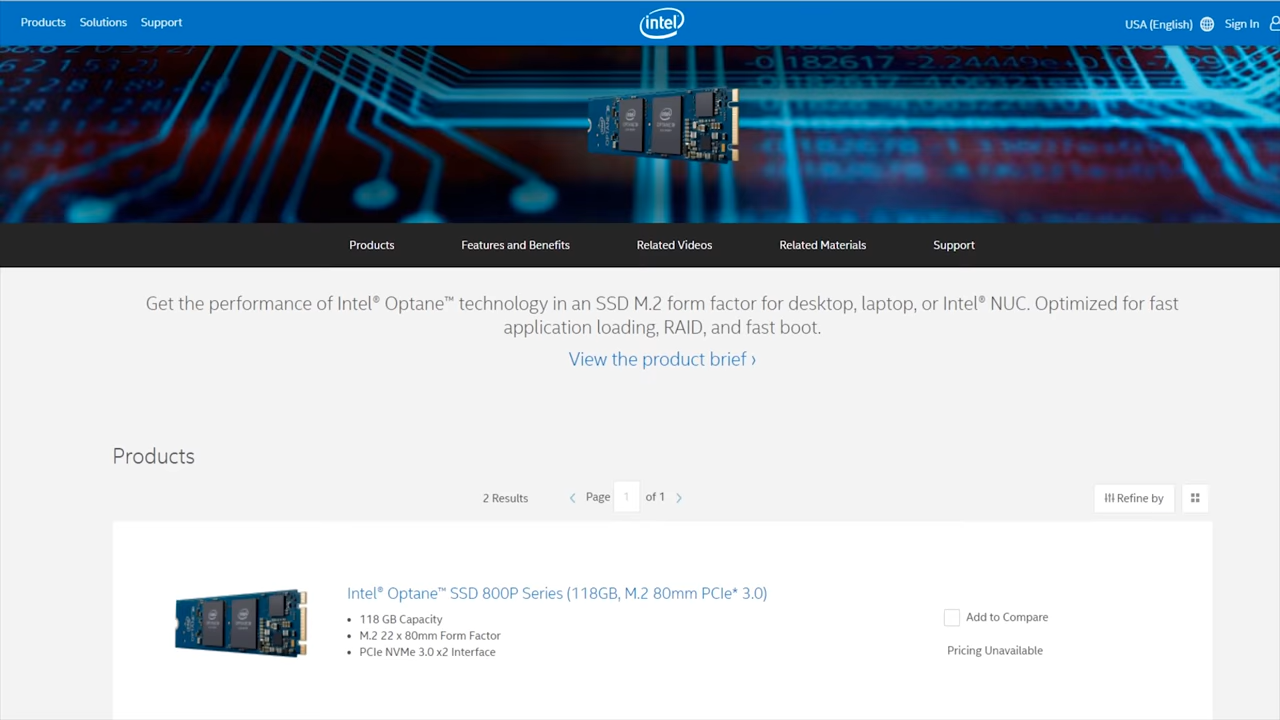 Products Solutions Support
intel
USA (English) Sign In
Products Features and Benefits Related Videos Related Materials Support
Get the performance of Intel® Optane™ technology in an SSD M.2 form factor for desktop, laptop, or Intel® NUC. Optimized for fast
application loading, RAID, and fast boot.
View the product brief ›
Products
2 Results Page 1 of 1 Refine by
Intel® Optane™ SSD 800P Series (118GB, M.2 80mm PCIe* 3.0)
• 118 GB Capacity
• M.2 22 x 80mm Form Factor
• PCIe NVMe 3.0 x2 Interface
Add to Compare
Pricing Unavailable